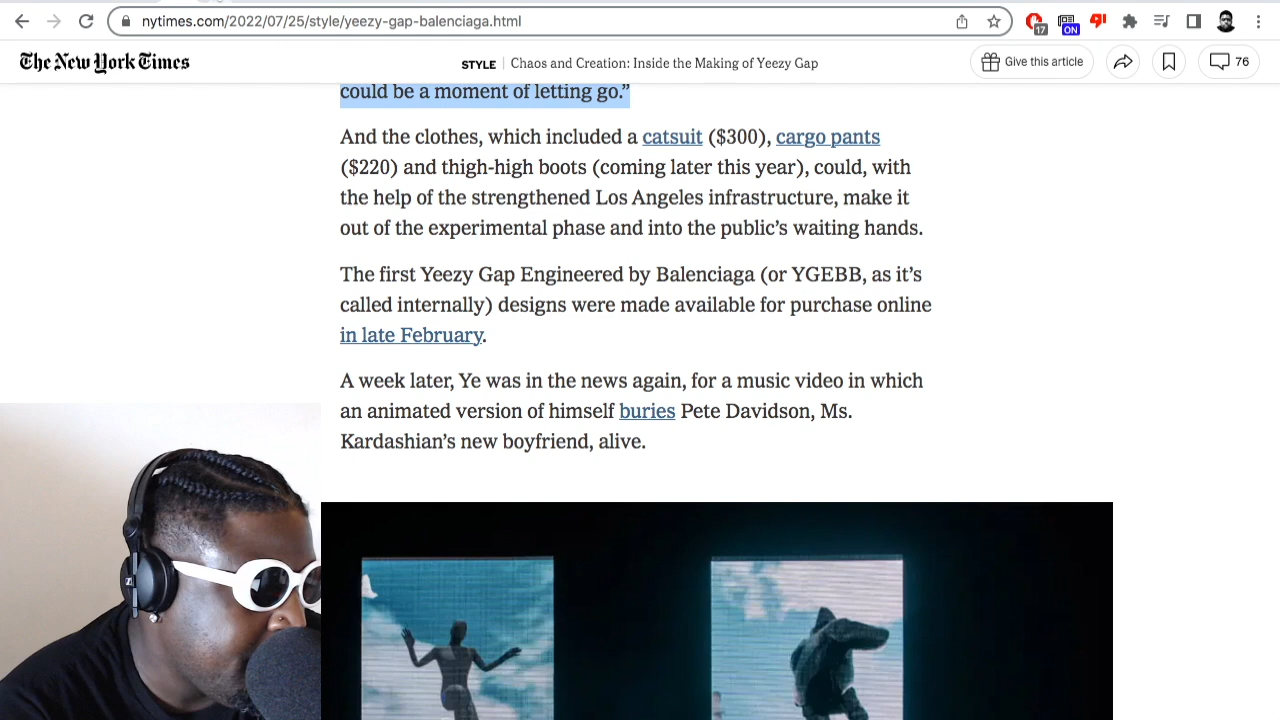 nytimes.com/2022/07/25/style/yeezy-gap-balenciaga.html
17
ON
The New York Times
STYLE | Chaos and Creation: Inside the Making of Yeezy Gap
Give this article
76
could be a moment of letting go.”
And the clothes, which included a catsuit ($300), cargo pants
($220) and thigh-high boots (coming later this year), could, with
the help of the strengthened Los Angeles infrastructure, make it
out of the experimental phase and into the public’s waiting hands.
The first Yeezy Gap Engineered by Balenciaga (or YGEBB, as it’s
called internally) designs were made available for purchase online
in late February.
A week later, Ye was in the news again, for a music video in which
an animated version of himself buries Pete Davidson, Ms.
Kardashian’s new boyfriend, alive.